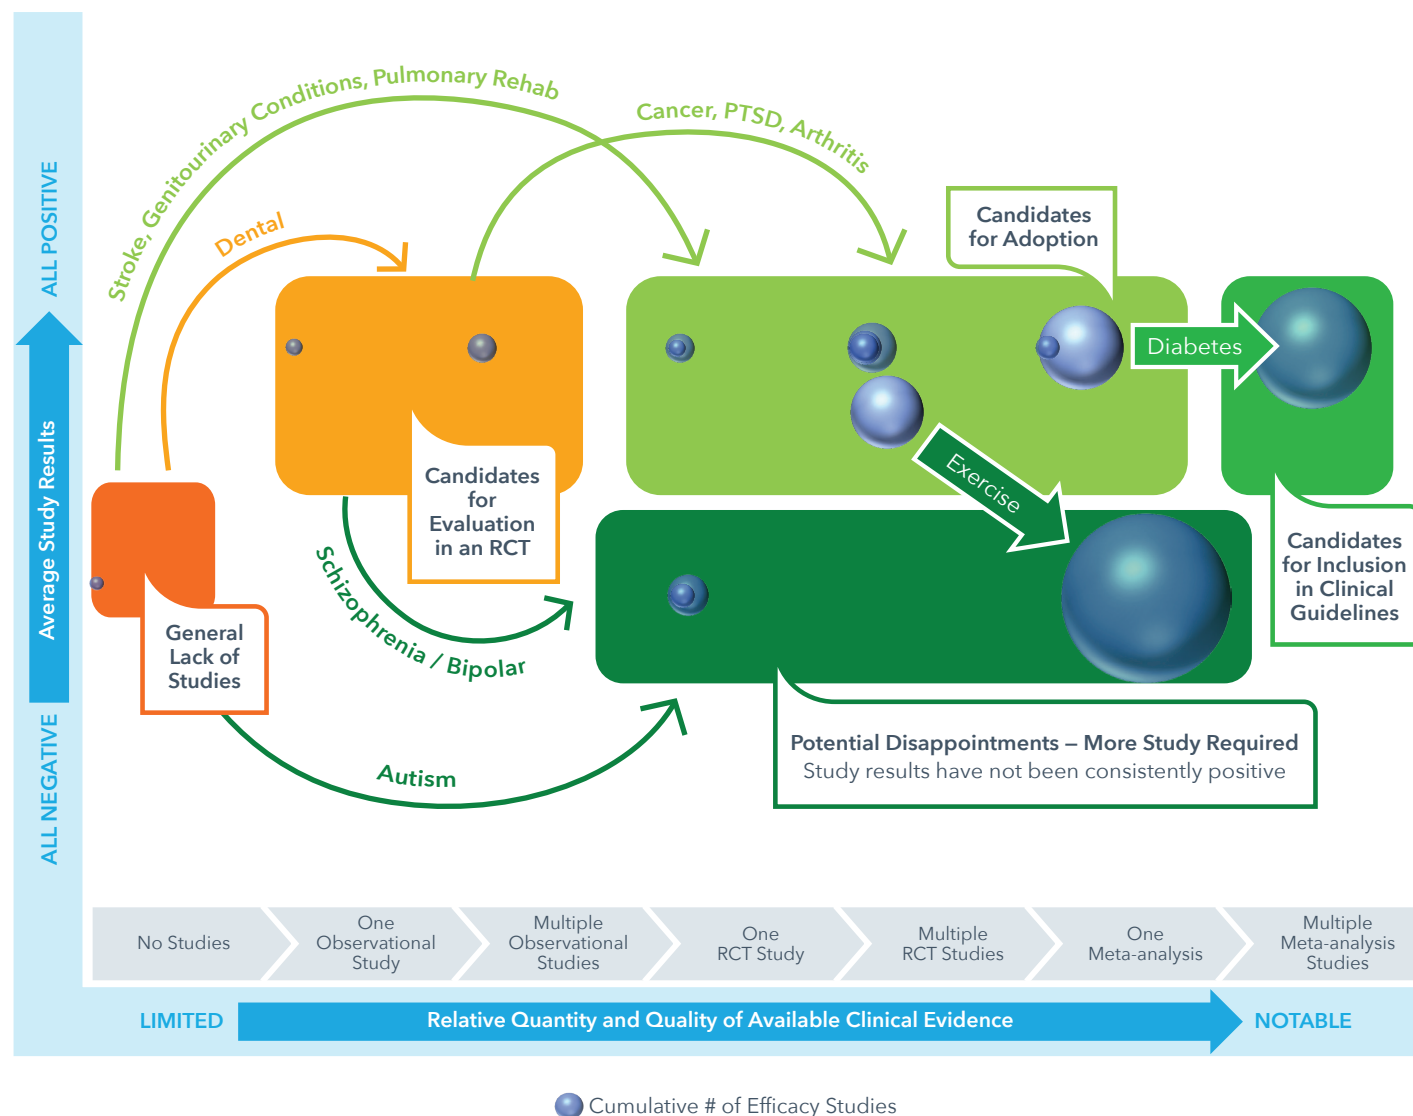 Stroke, Genitourinary Conditions, Pulmonary Rehab
Cancer, PTSD, Arthritis
Dental
ALL POSITIVE
Average Study Results
ALL NEGATIVE
Candidates
for Adoption
Diabetes
Exercise
Candidates
for
Evaluation
in an RCT
Candidates
for Inclusion
in Clinical
Guidelines
Schizophrenia / Bipolar
General
Lack of
Studies
Autism
Potential Disappointments – More Study Required
Study results have not been consistently positive
No Studies
One
Observational
Study
Multiple
Observational
Studies
One
RCT Study
Multiple
RCT Studies
One
Meta-analysis
Multiple
Meta-analysis
Studies
LIMITED
Relative Quantity and Quality of Available Clinical Evidence
NOTABLE
Cumulative # of Efficacy Studies